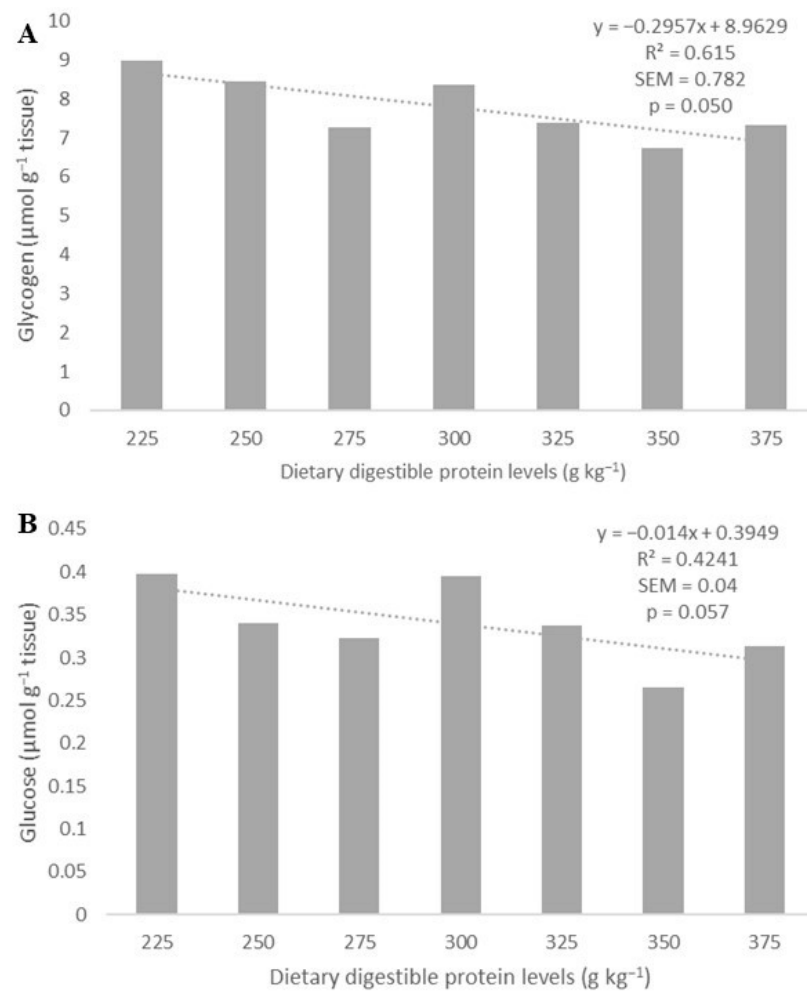 A
10
9
8
7
6
5
4
3
2
1
0
Glycogen (µmol g⁻¹ tissue)
y = −0.2957x + 8.9629
R² = 0.615
SEM = 0.782
p = 0.050
225 250 275 300 325 350 375
Dietary digestible protein levels (g kg⁻¹)
B
0.45
0.4
0.35
0.3
0.25
0.2
0.15
0.1
0.05
0
Glucose (µmol g⁻¹ tissue)
y = −0.014x + 0.3949
R² = 0.4241
SEM = 0.04
p = 0.057
225 250 275 300 325 350 375
Dietary digestible protein levels (g kg⁻¹)